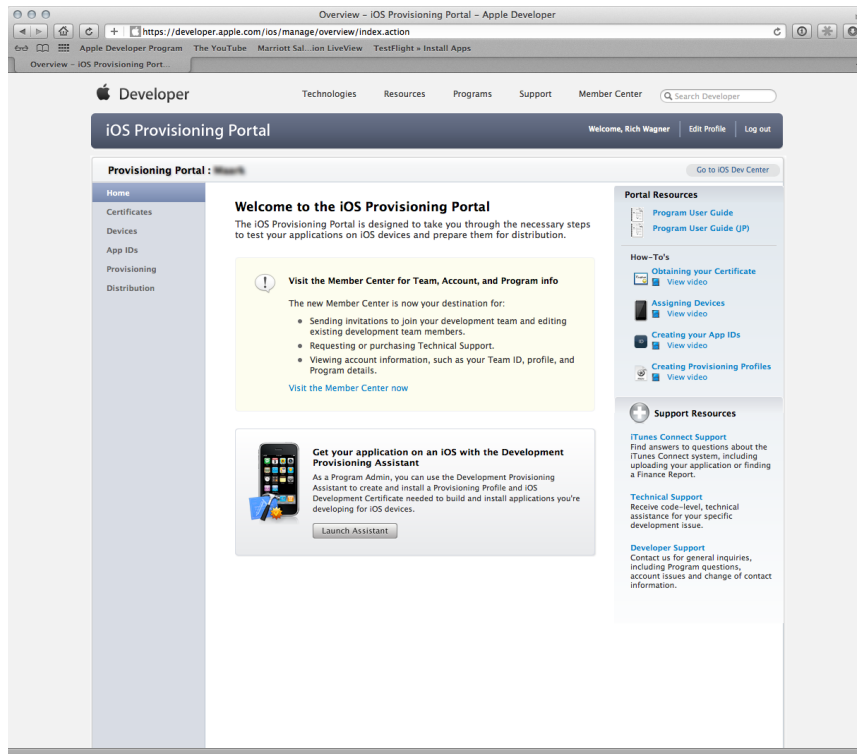 Overview – iOS Provisioning Portal – Apple Developer
https://developer.apple.com/ios/manage/overview/index.action
Apple Developer Program The YouTube Marriott Sal...ion LiveView TestFlight » Install Apps
Overview – iOS Provisioning Port...
Developer
Technologies Resources Programs Support Member Center Search Developer
iOS Provisioning Portal
Welcome, Rich Wagner Edit Profile Log out
Provisioning Portal :
Go to iOS Dev Center
Home
Certificates
Devices
App IDs
Provisioning
Distribution
Welcome to the iOS Provisioning Portal
The iOS Provisioning Portal is designed to take you through the necessary steps
to test your applications on iOS devices and prepare them for distribution.
Visit the Member Center for Team, Account, and Program info
The new Member Center is now your destination for:
Sending invitations to join your development team and editing
existing development team members.
Requesting or purchasing Technical Support.
Viewing account information, such as your Team ID, profile, and
Program details.
Visit the Member Center now
Get your application on an iOS with the Development
Provisioning Assistant
As a Program Admin, you can use the Development Provisioning
Assistant to create and install a Provisioning Profile and iOS
Development Certificate needed to build and install applications you're
developing for iOS devices.
Launch Assistant
Portal Resources
Program User Guide
Program User Guide (JP)
How-To's
Obtaining your Certificate
View video
Assigning Devices
View video
Creating your App IDs
View video
Creating Provisioning Profiles
View video
Support Resources
iTunes Connect Support
Find answers to questions about the
iTunes Connect system, including
uploading your application or finding
a Finance Report.
Technical Support
Receive code-level, technical
assistance for your specific
development issue.
Developer Support
Contact us for general inquiries,
including Program questions,
account issues and change of contact
information.